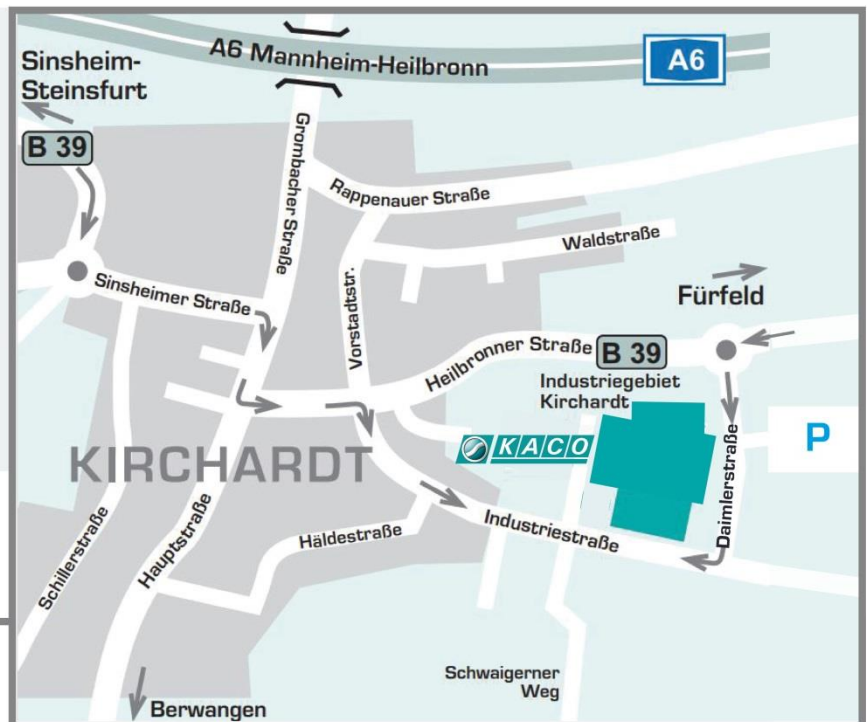 A6 Mannheim-Heilbronn
A6
Sinsheim-
Steinsfurt
B 39
Grombacher Straße
Rappenauer Straße
Waldstraße
Sinsheimer Straße
Vorstadtstr.
Fürfeld
Heilbronner Straße
B 39
Industriegebiet
Kirchardt
KACO
P
KIRCHARDT
Daimlerstraße
Industriestraße
Häldestraße
Hauptstraße
Schillerstraße
Schwaigerner
Weg
Berwangen